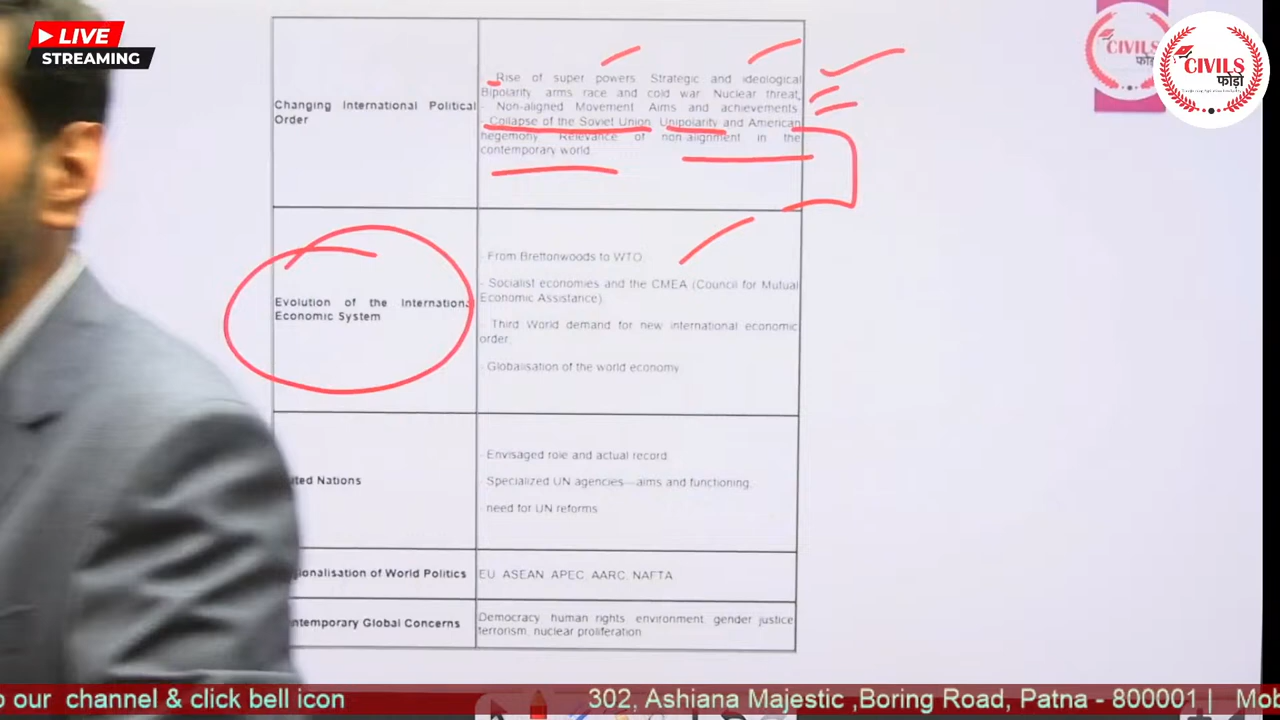 LIVE
STREAMING
CIVILS
CIVILS
फोड़ो
Changing International Political
Order
- Rise of super powers Strategic and ideological
Bipolarity arms race and cold war Nuclear threat,
- Non-aligned Movement Aims and achievements,
- Collapse of the Soviet Union Unipolarity and American
hegemony Relevance of non-alignment in the
contemporary world.
Evolution of the Internationa
Economic System
- From Brettonwoods to WTO
- Socialist economies and the CMEA (Council for Mutual
Economic Assistance),
- Third World demand for new international economic
order.
- Globalisation of the world economy
ited Nations
- Envisaged role and actual record
- Specialized UN agencies—aims and functioning,
- need for UN reforms
ionalisation of World Politics
EU ASEAN APEC AARC NAFTA
ntemporary Global Concerns
Democracy human rights environment gender justice
terrorism, nuclear proliferation
o our channel & click bell icon
302, Ashiana Majestic ,Boring Road, Patna - 800001 | Mob